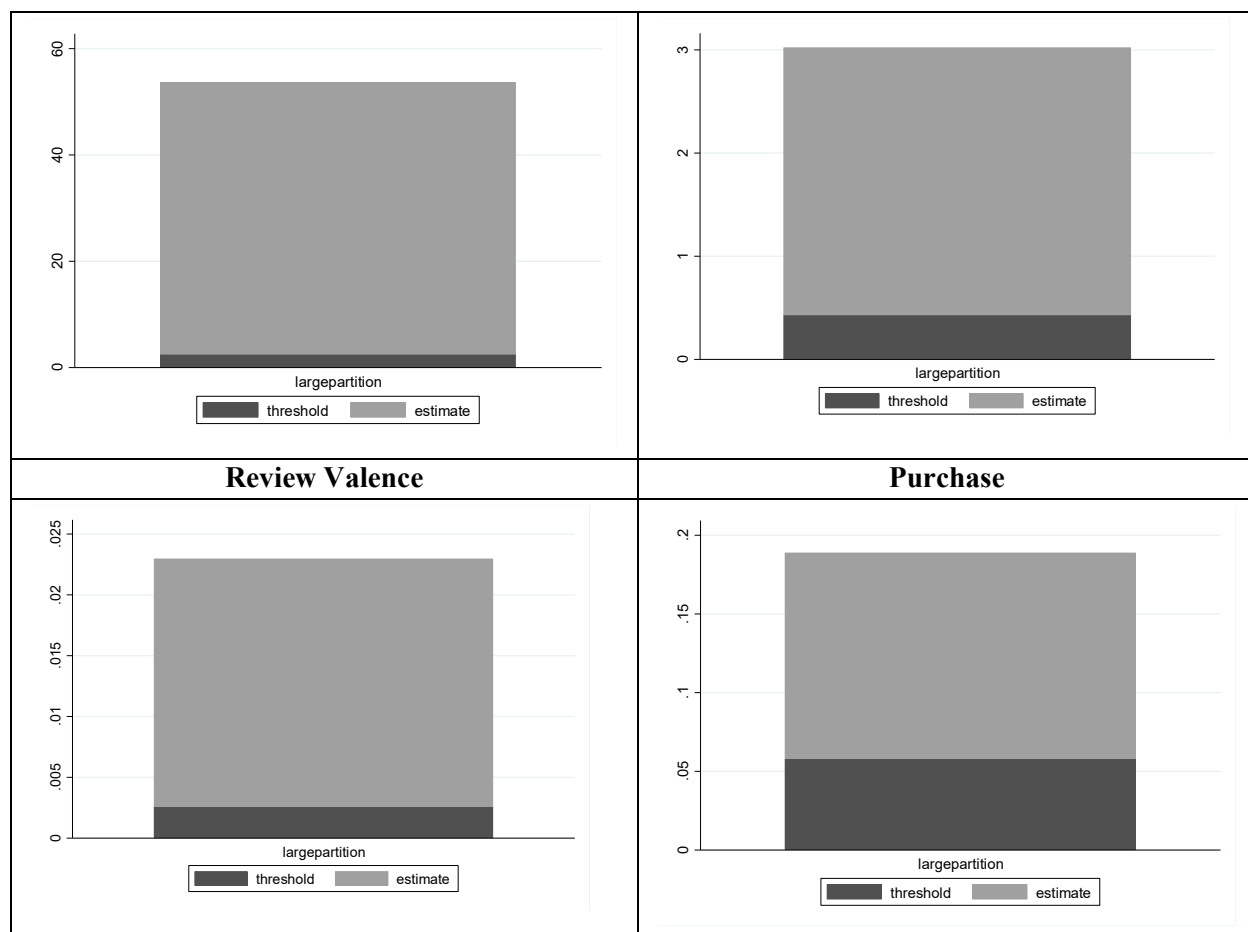 60
40
20
0
largepartition
threshold estimate
3
2
1
0
largepartition
threshold estimate
Review Valence
Purchase
.025
.02
.015
.01
.005
0
largepartition
threshold estimate
.2
.15
.1
.05
0
largepartition
threshold estimate